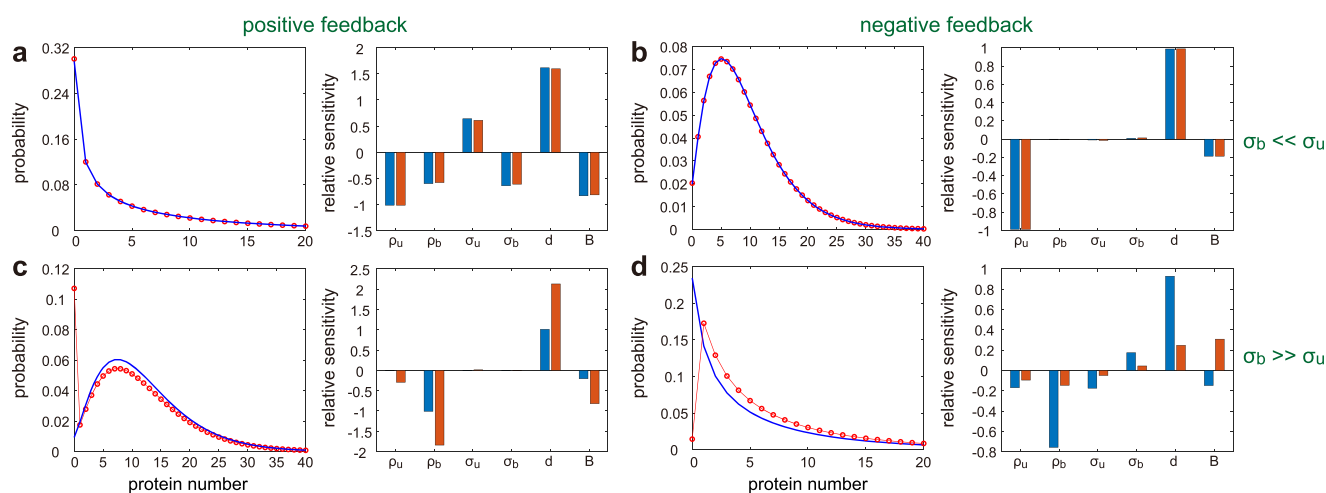 positive feedback
negative feedback
a
probability
0.32
0.24
0.16
0.08
0
0 5 10 15 20
relative sensitivity
2
1.5
1
0.5
0
-0.5
-1
-1.5
ρu ρb σu σb d B
b
probability
0.08
0.07
0.06
0.05
0.04
0.03
0.02
0.01
0
0 5 10 15 20 25 30 35 40
relative sensitivity
1
0.8
0.6
0.4
0.2
0
-0.2
-0.4
-0.6
-0.8
-1
ρu ρb σu σb d B
σb << σu
c
probability
0.12
0.10
0.08
0.06
0.04
0.02
0
0 5 10 15 20 25 30 35 40
protein number
relative sensitivity
2.5
2
1.5
1
0.5
0
-0.5
-1
-1.5
-2
ρu ρb σu σb d B
d
probability
0.25
0.2
0.15
0.1
0.05
0
0 5 10 15 20
protein number
relative sensitivity
1
0.8
0.6
0.4
0.2
0
-0.2
-0.4
-0.6
-0.8
ρu ρb σu σb d B
σb >> σu